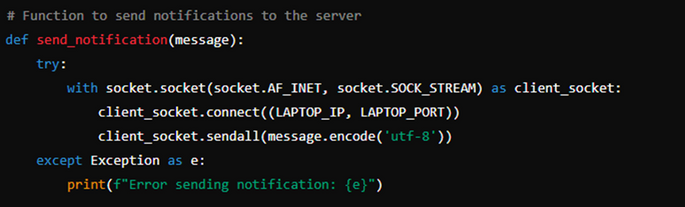 # Function to send notifications to the server
def send_notification(message):
    try:
        with socket.socket(socket.AF_INET, socket.SOCK_STREAM) as client_socket:
            client_socket.connect((LAPTOP_IP, LAPTOP_PORT))
            client_socket.sendall(message.encode('utf-8'))
    except Exception as e:
        print(f"Error sending notification: {e}")